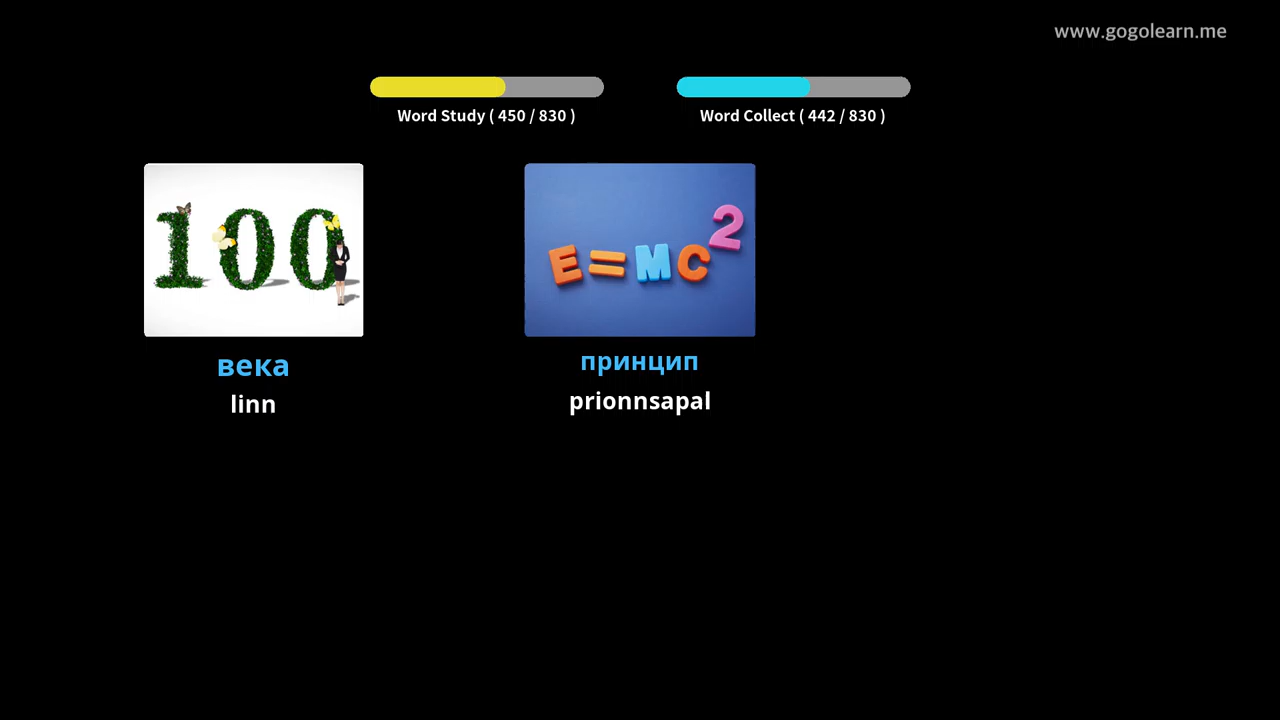 www.gogolearn.me
Word Study ( 450 / 830 )
Word Collect ( 442 / 830 )
100
века
linn
E=MC2
принцип
prionnsapal